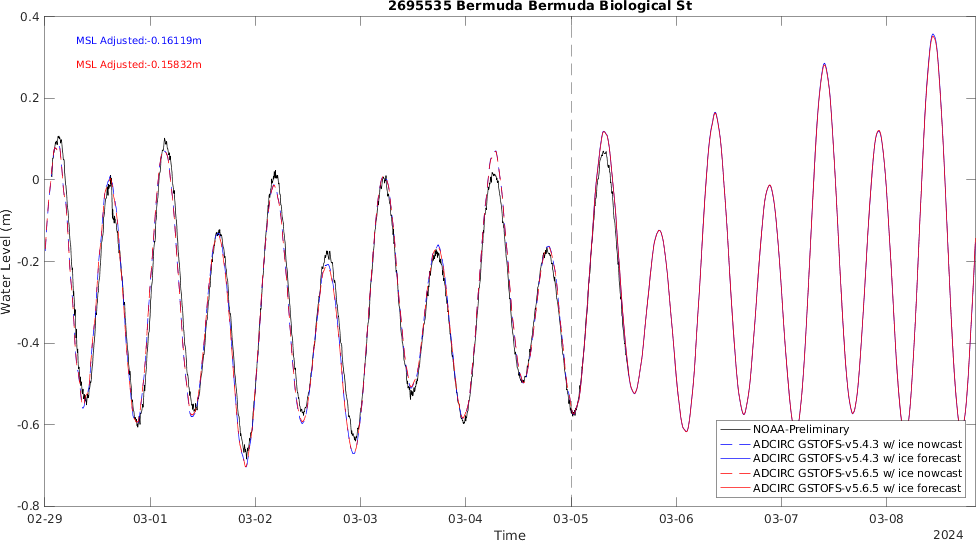 2695535 Bermuda Bermuda Biological St
MSL Adjusted:-0.16119m
MSL Adjusted:-0.15832m
Water Level (m)
0.4
0.2
0
-0.2
-0.4
-0.6
-0.8
NOAA-Preliminary
ADCIRC GSTOFS-v5.4.3 w/ ice nowcast
ADCIRC GSTOFS-v5.4.3 w/ ice forecast
ADCIRC GSTOFS-v5.6.5 w/ ice nowcast
ADCIRC GSTOFS-v5.6.5 w/ ice forecast
02-29 03-01 03-02 03-03 03-04 03-05 03-06 03-07 03-08
Time
2024